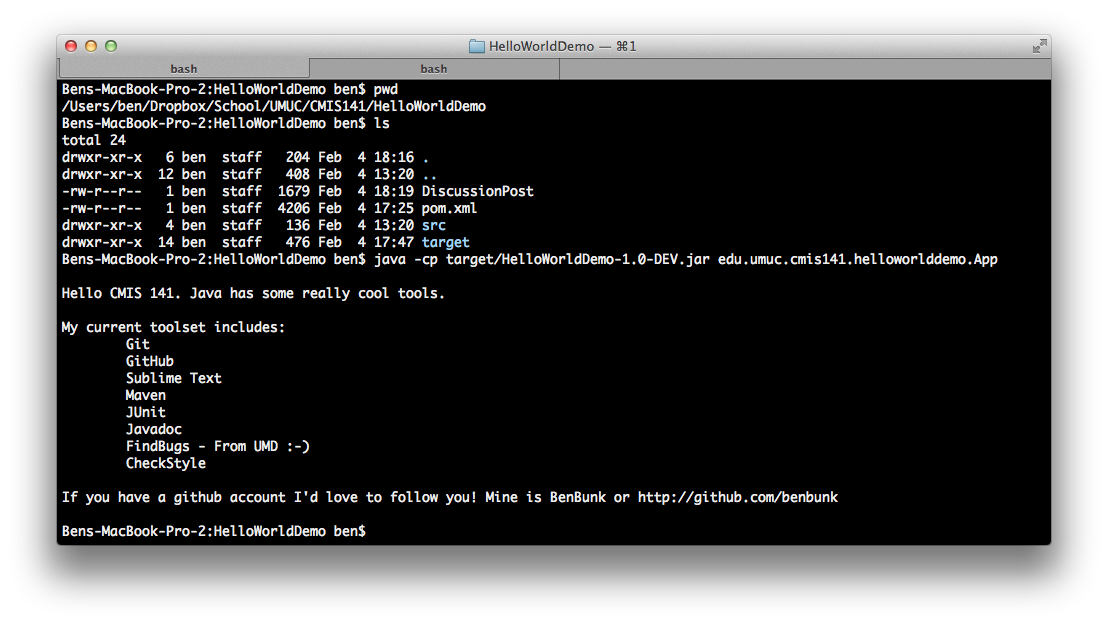 HelloWorldDemo — ⌘1
bash bash
Bens-MacBook-Pro-2:HelloWorldDemo ben$ pwd
/Users/ben/Dropbox/School/UMUC/CMIS141/HelloWorldDemo
Bens-MacBook-Pro-2:HelloWorldDemo ben$ ls
total 24
drwxr-xr-x   6 ben  staff   204 Feb  4 18:16 .
drwxr-xr-x  12 ben  staff   408 Feb  4 13:20 ..
-rw-r--r--   1 ben  staff  1679 Feb  4 18:19 DiscussionPost
-rw-r--r--   1 ben  staff  4206 Feb  4 17:25 pom.xml
drwxr-xr-x   4 ben  staff   136 Feb  4 13:20 src
drwxr-xr-x  14 ben  staff   476 Feb  4 17:47 target
Bens-MacBook-Pro-2:HelloWorldDemo ben$ java -cp target/HelloWorldDemo-1.0-DEV.jar edu.umuc.cmis141.helloworlddemo.App
Hello CMIS 141. Java has some really cool tools.
My current toolset includes:
Git
GitHub
Sublime Text
Maven
JUnit
Javadoc
FindBugs - From UMD :-)
CheckStyle
If you have a github account I'd love to follow you! Mine is BenBunk or http://github.com/benbunk
Bens-MacBook-Pro-2:HelloWorldDemo ben$